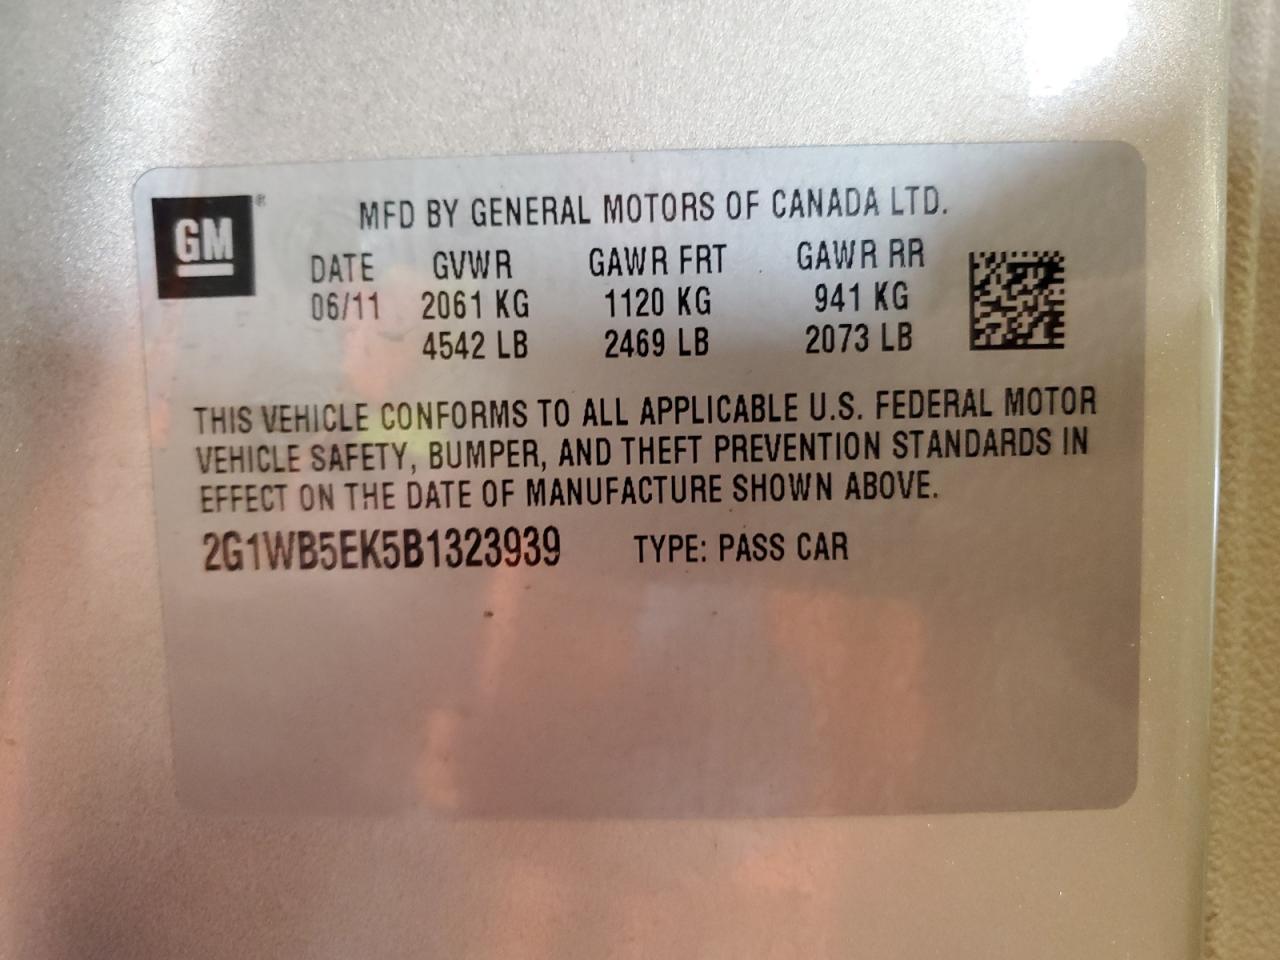 GM ®
MFD BY GENERAL MOTORS OF CANADA LTD.
DATE GVWR GAWR FRT GAWR RR
06/11 2061 KG 1120 KG 941 KG
4542 LB 2469 LB 2073 LB
THIS VEHICLE CONFORMS TO ALL APPLICABLE U.S. FEDERAL MOTOR
VEHICLE SAFETY, BUMPER, AND THEFT PREVENTION STANDARDS IN
EFFECT ON THE DATE OF MANUFACTURE SHOWN ABOVE.
2G1WB5EK5B1323939 TYPE: PASS CAR